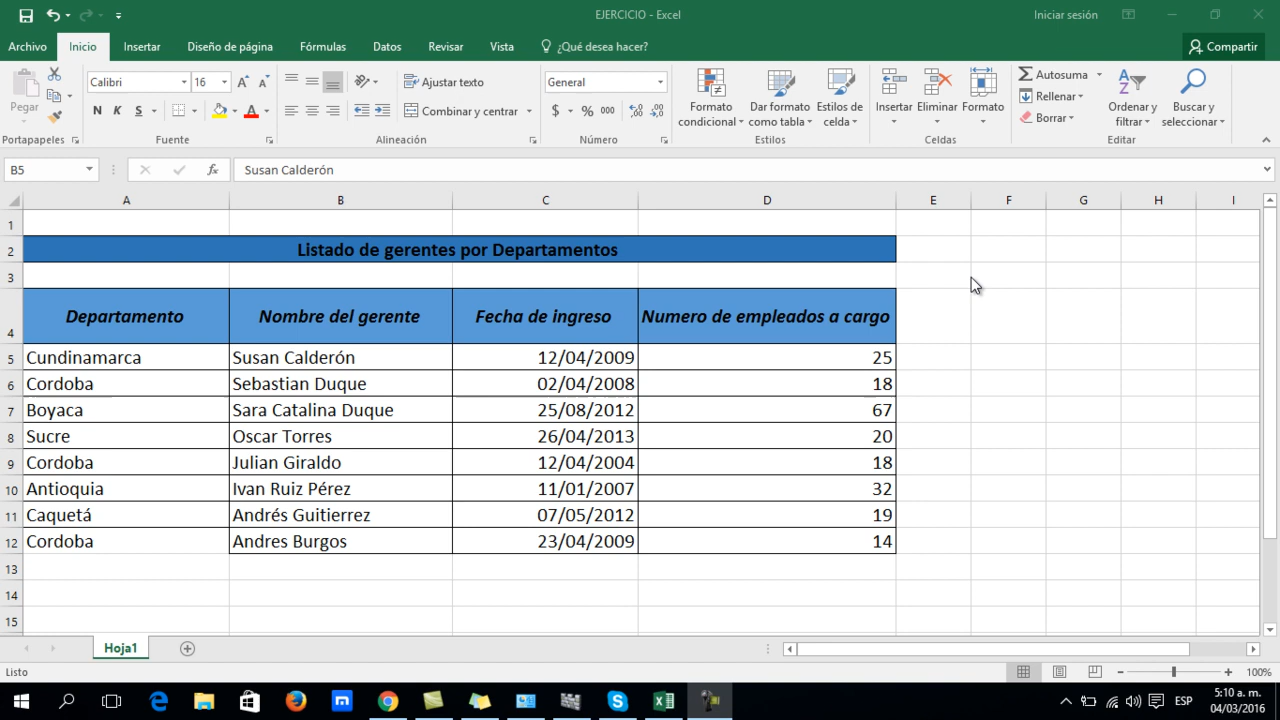 EJERCICIO - Excel
Iniciar sesión
Archivo Inicio Insertar Diseño de página Fórmulas Datos Revisar Vista ¿Qué desea hacer? Compartir
Pegar
Calibri 16
N K S
Ajustar texto
Combinar y centrar
General
$ % 000
Formato condicional
Dar formato como tabla
Estilos de celda
Insertar Eliminar Formato
Autosuma
Rellenar
Borrar
Ordenar y filtrar
Buscar y seleccionar
Portapapeles Fuente Alineación Número Estilos Celdas Editar
B5 fx Susan Calderón
A B C D E F G H I
1
2 Listado de gerentes por Departamentos
3
4 Departamento Nombre del gerente Fecha de ingreso Numero de empleados a cargo
5 Cundinamarca Susan Calderón 12/04/2009 25
6 Cordoba Sebastian Duque 02/04/2008 18
7 Boyaca Sara Catalina Duque 25/08/2012 67
8 Sucre Oscar Torres 26/04/2013 20
9 Cordoba Julian Giraldo 12/04/2004 18
10 Antioquia Ivan Ruiz Pérez 11/01/2007 32
11 Caquetá Andrés Guitierrez 07/05/2012 19
12 Cordoba Andres Burgos 23/04/2009 14
13
14
15
Hoja1
Listo 100%
ESP
5:10 a. m.
04/03/2016